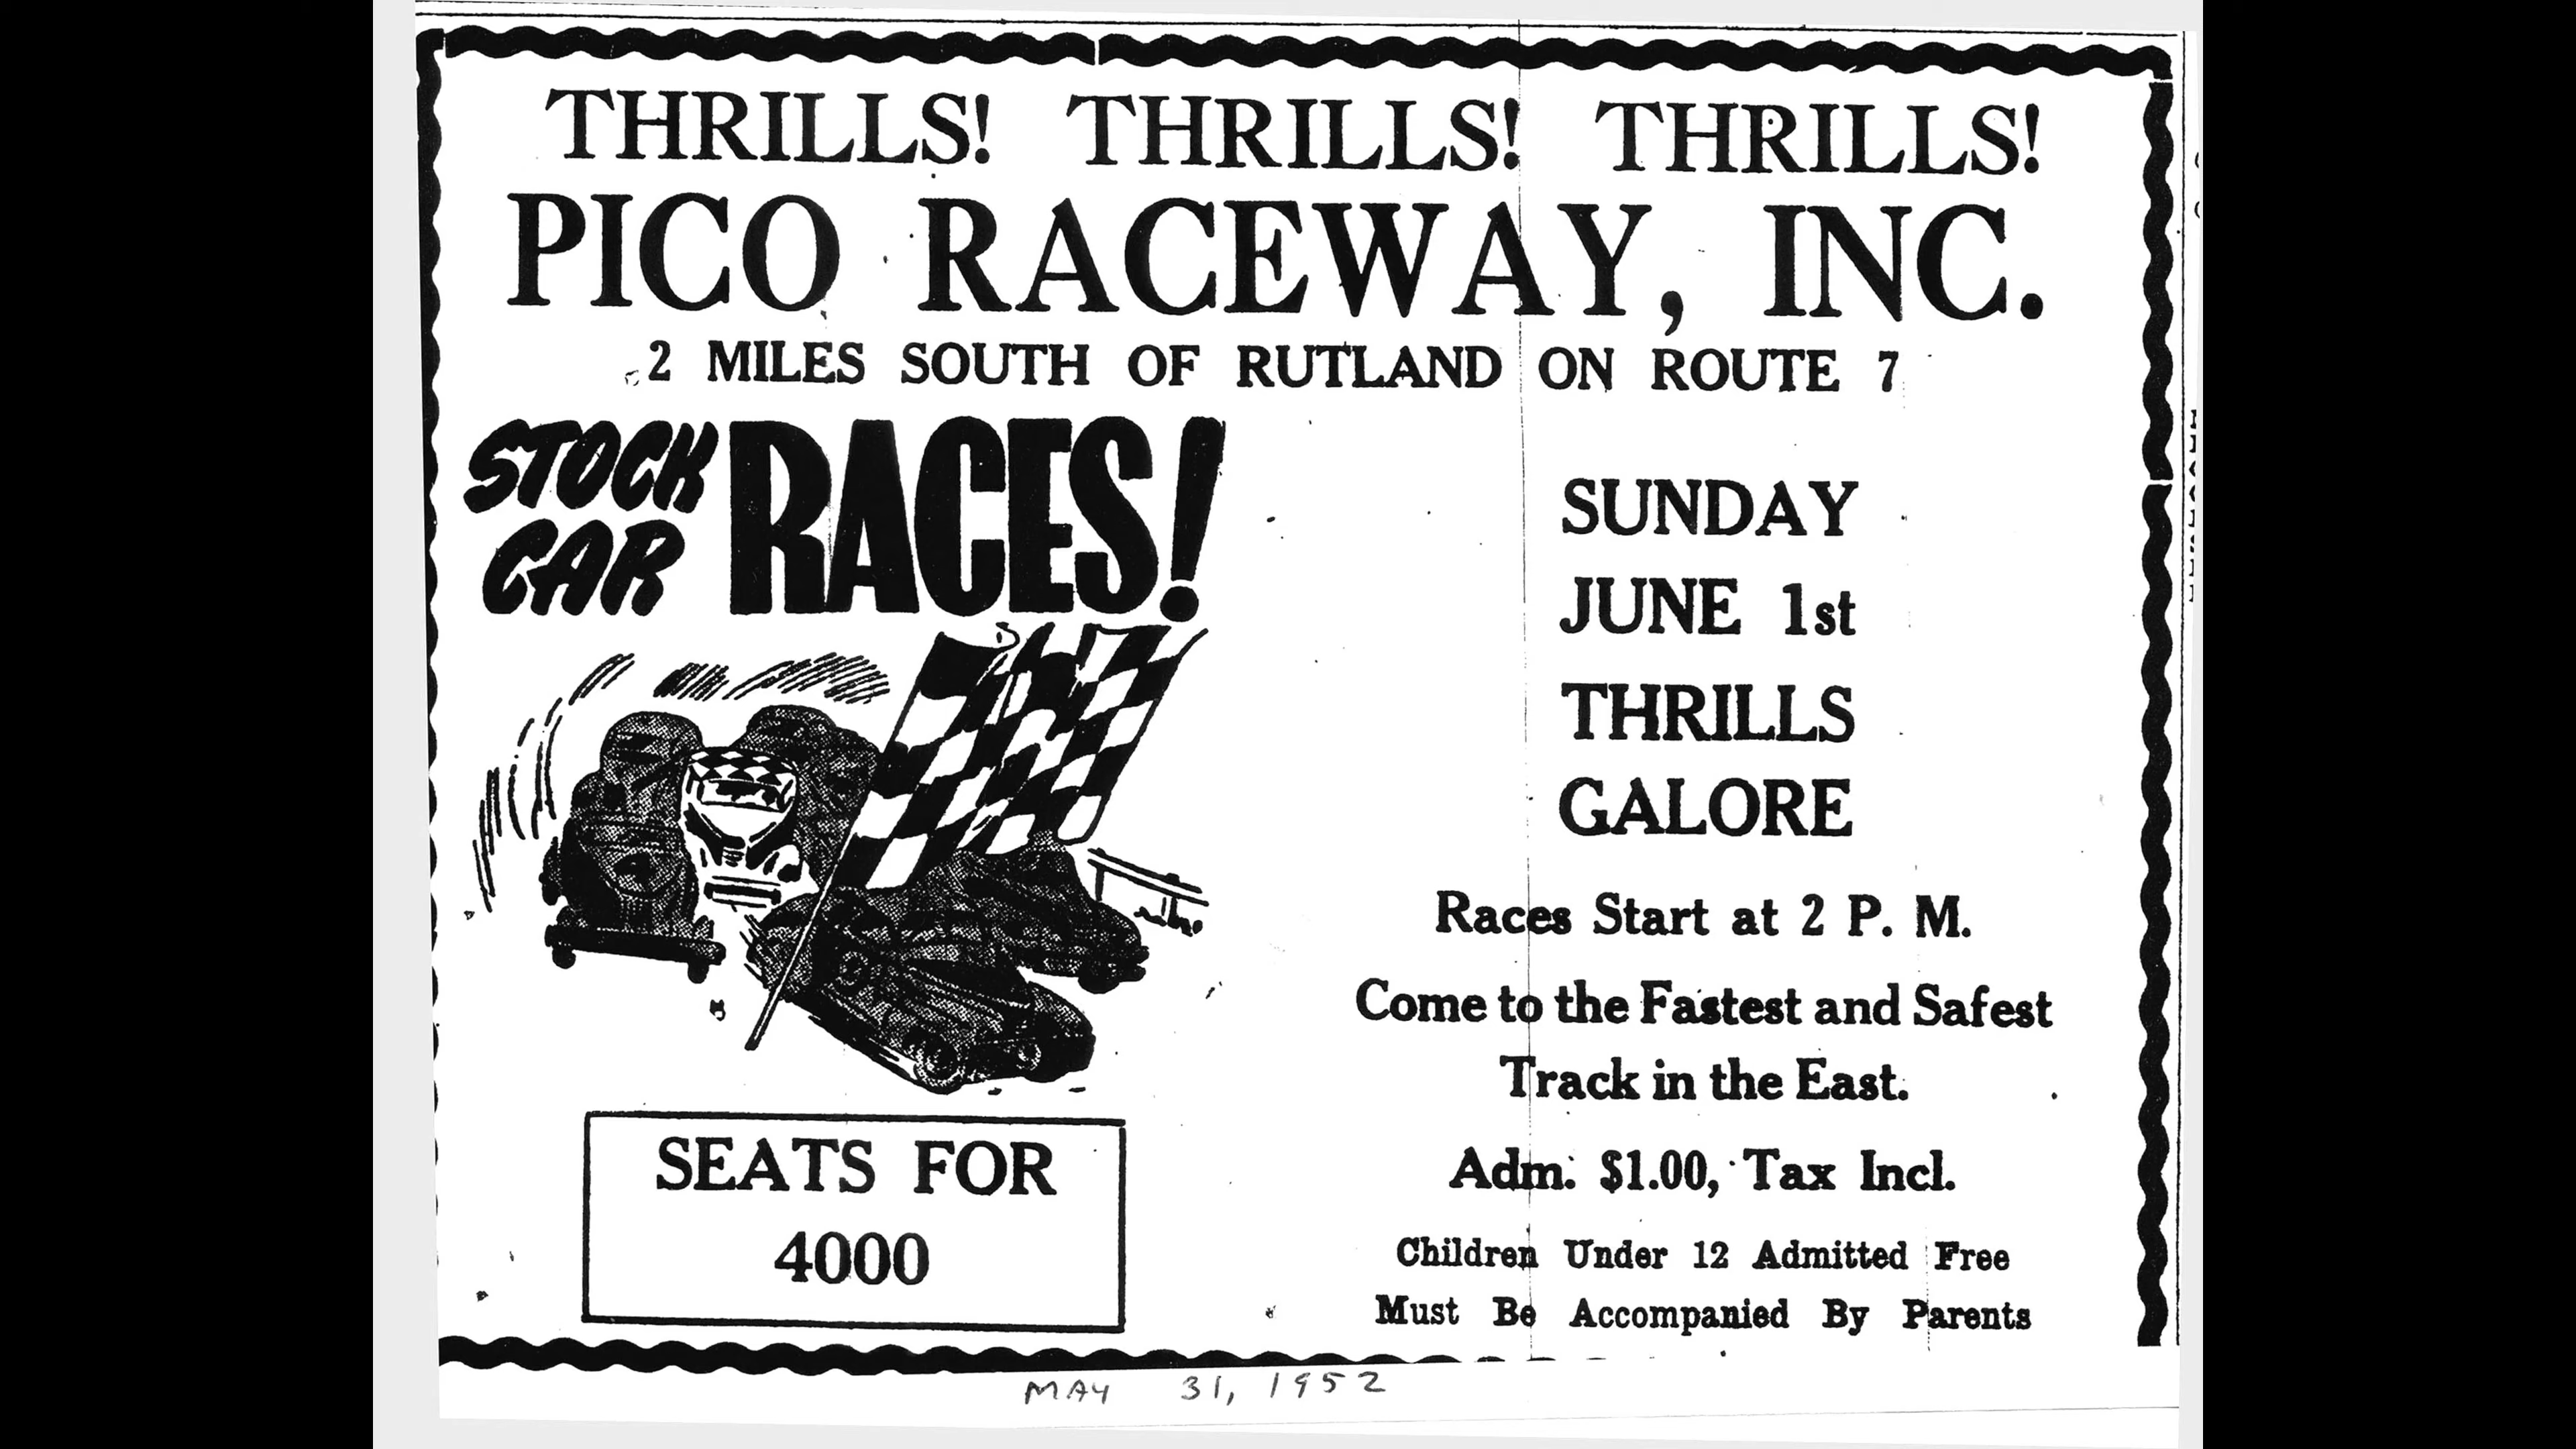 THRILLS! THRILLS! THRILLS!
PICO RACEWAY, INC.
2 MILES SOUTH OF RUTLAND ON ROUTE 7
STOCK CAR RACES!
SUNDAY
JUNE 1st
THRILLS
GALORE
Races Start at 2 P. M.
Come to the Fastest and Safest
Track in the East.
Adm. $1.00, Tax Incl.
Children Under 12 Admitted Free
Must Be Accompanied By Parents
SEATS FOR
4000
MAY 31, 1952